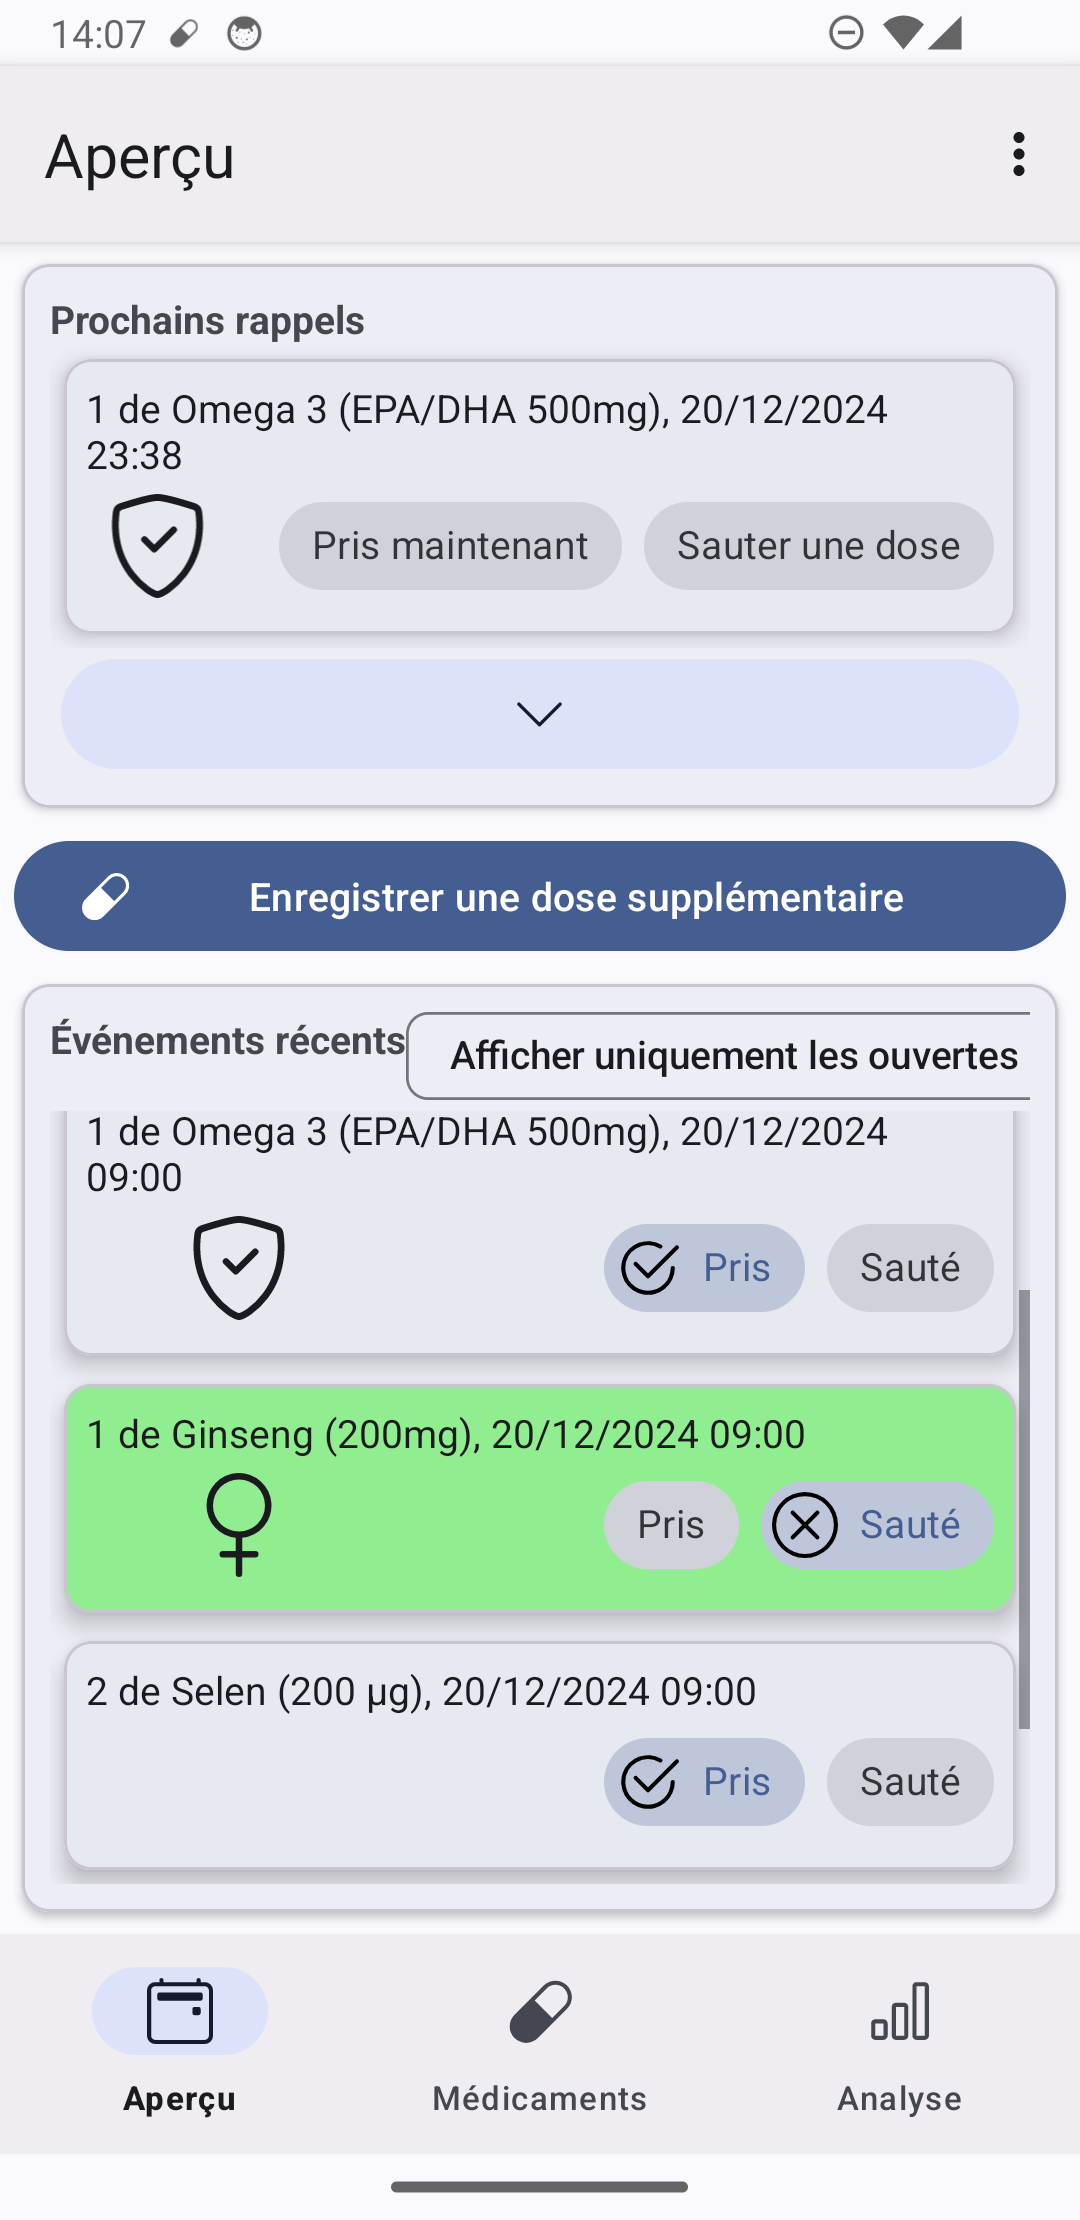 14:07
Aperçu
Prochains rappels
1 de Omega 3 (EPA/DHA 500mg), 20/12/2024
23:38
Pris maintenant
Sauter une dose
Enregistrer une dose supplémentaire
Événements récents
Afficher uniquement les ouvertes
1 de Omega 3 (EPA/DHA 500mg), 20/12/2024
09:00
Pris
Sauté
1 de Ginseng (200mg), 20/12/2024 09:00
Pris
Sauté
2 de Selen (200 µg), 20/12/2024 09:00
Pris
Sauté
Aperçu
Médicaments
Analyse